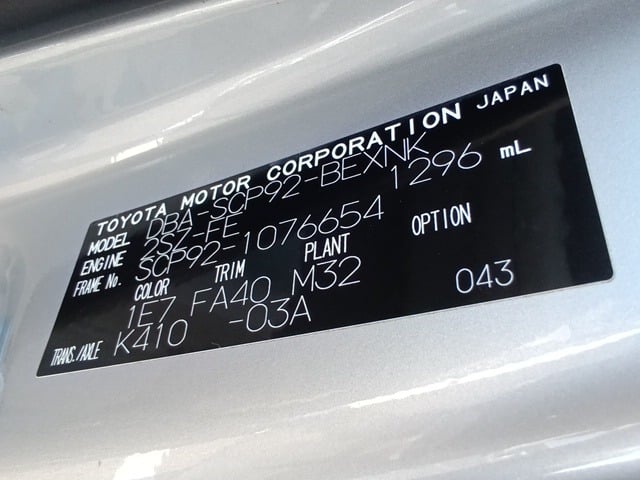 TOYOTA MOTOR CORPORATION JAPAN
MODEL DBA-SCP92-BEXNK
ENGINE 2SZ-FE 1296 mL
FRAME No. SCP92-1076654
COLOR TRIM PLANT OPTION
1E7 FA40 M32
TRANS./AXLE K410 -03A 043